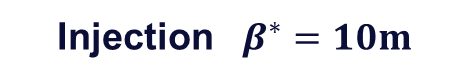 Injection β* = 10m